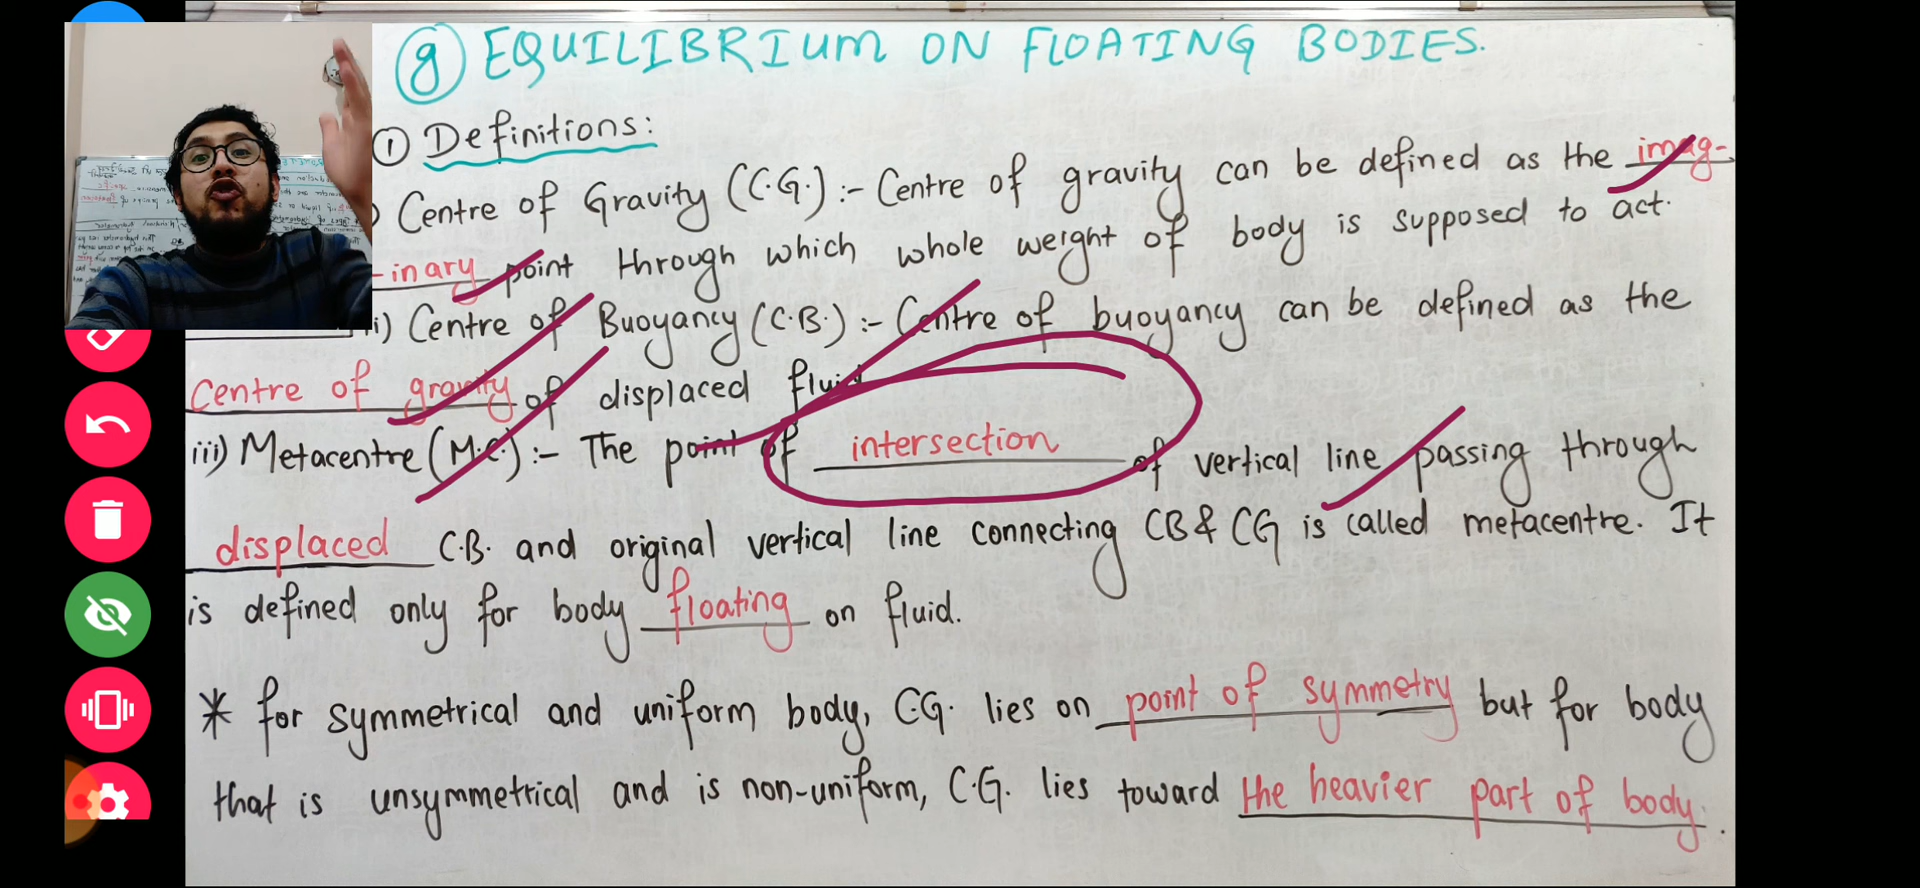 g EQUILIBRIUM ON FLOATING BODIES.
① Definitions:
) Centre of Gravity (C.G.) :- Centre of gravity can be defined as the imag-
-inary point through which whole weight of body is supposed to act.
ii) Centre of Buoyancy (C.B.) :- Centre of buoyancy can be defined as the
Centre of gravity of displaced fluid
iii) Metacentre (M.C.) :- The point of intersection of vertical line passing through
displaced C.B. and original vertical line connecting CB & CG is called metacentre. It
is defined only for body floating on fluid.
* for symmetrical and uniform body, C.G. lies on point of symmetry but for body
that is unsymmetrical and is non-uniform, C.G. lies toward the heavier part of body.